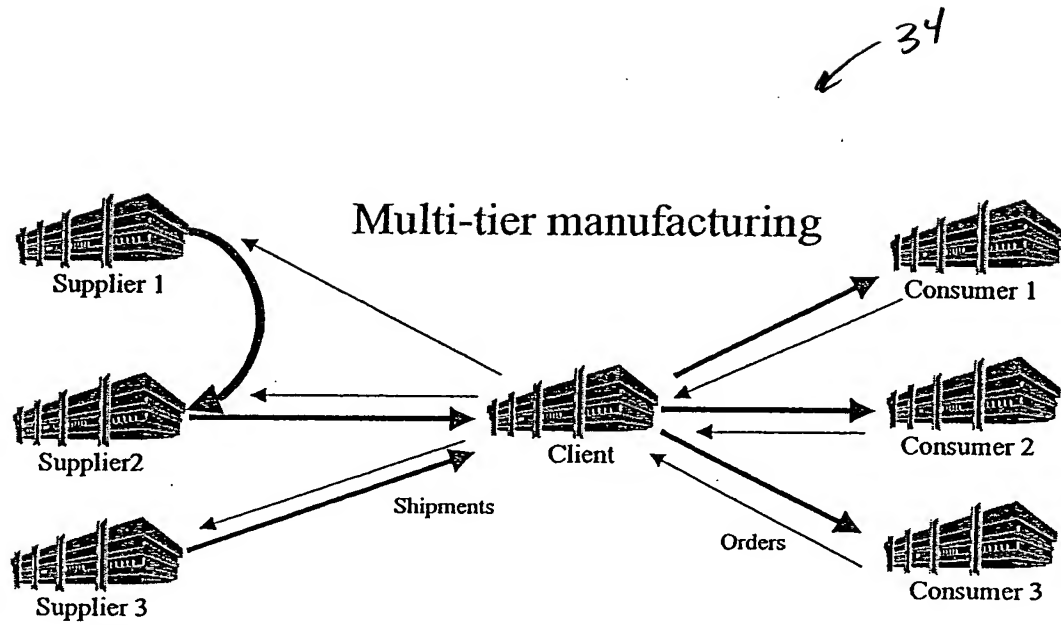 34
Multi-tier manufacturing
Supplier 1
Consumer 1
Supplier2
Client
Consumer 2
Shipments
Orders
Supplier 3
Consumer 3